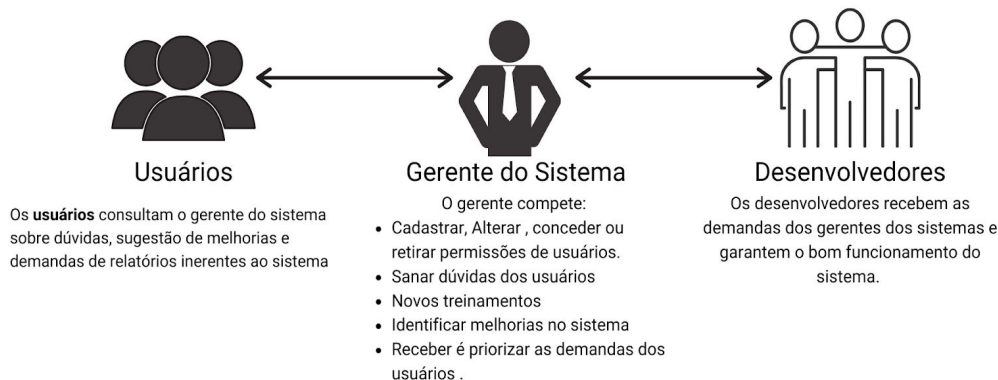 Usuários
Os usuários consultam o gerente do sistema
sobre dúvidas, sugestão de melhorias e
demandas de relatórios inerentes ao sistema
Gerente do Sistema
O gerente compete:
• Cadastrar, Alterar , conceder ou
retirar permissões de usuários.
• Sanar dúvidas dos usuários
• Novos treinamentos
• Identificar melhorias no sistema
• Receber é priorizar as demandas dos
usuários .
Desenvolvedores
Os desenvolvedores recebem as
demandas dos gerentes dos sistemas e
garantem o bom funcionamento do
sistema.